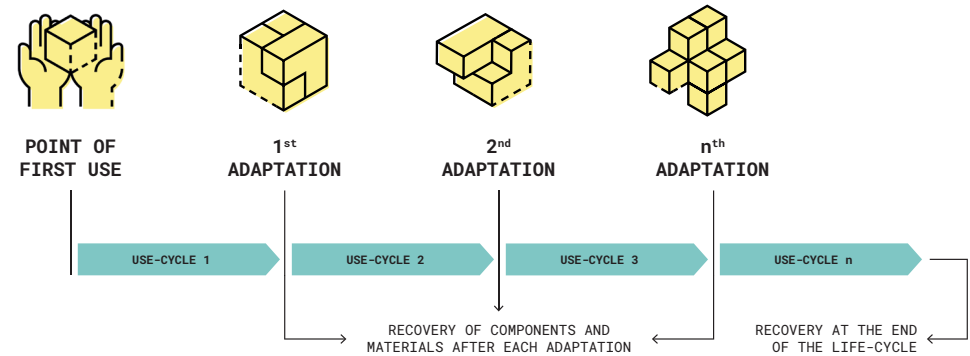 POINT OF
FIRST USE
1st
ADAPTATION
2nd
ADAPTATION
nth
ADAPTATION
USE-CYCLE 1
USE-CYCLE 2
USE-CYCLE 3
USE-CYCLE n
RECOVERY OF COMPONENTS AND
MATERIALS AFTER EACH ADAPTATION
RECOVERY AT THE END
OF THE LIFE-CYCLE